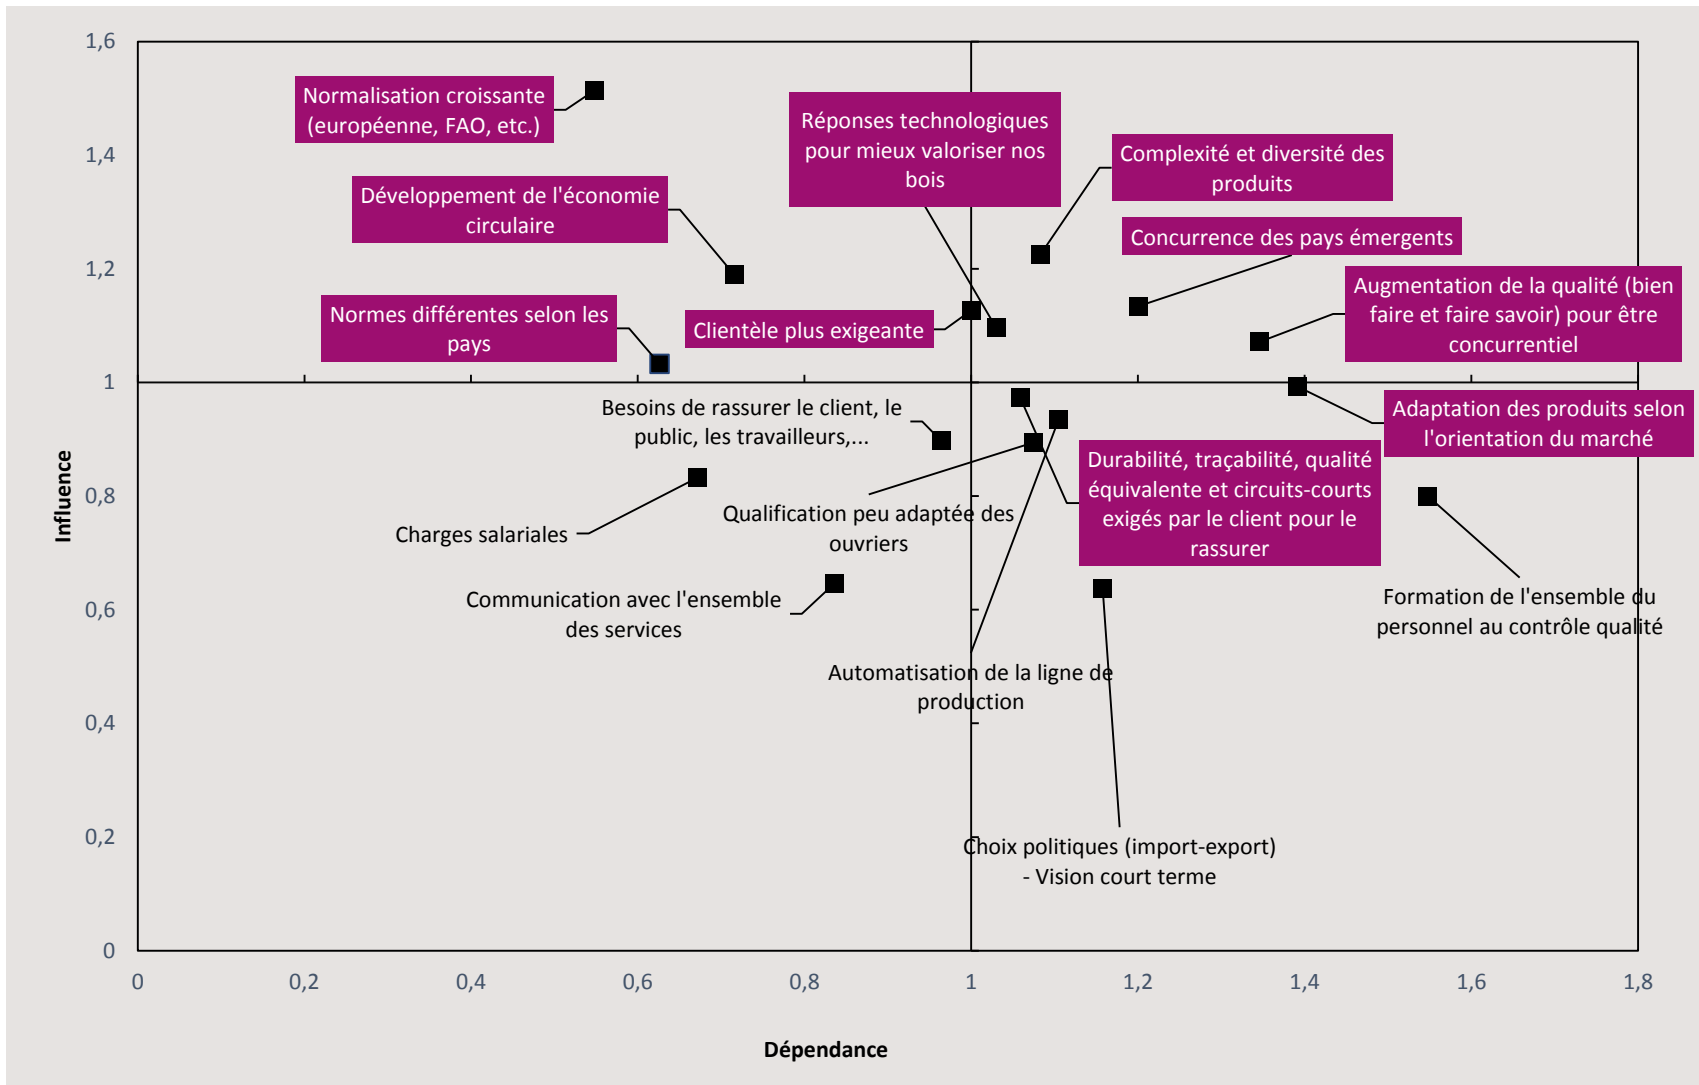 1,6
Normalisation croissante
(européenne, FAO, etc.)
Réponses technologiques
pour mieux valoriser nos
bois
Complexité et diversité des
produits
1,4
Développement de l'économie
circulaire
Concurrence des pays émergents
1,2
Augmentation de la qualité (bien
faire et faire savoir) pour être
concurrentiel
Normes différentes selon les
pays
Clientèle plus exigeante
1
Besoins de rassurer le client, le
public, les travailleurs,...
Adaptation des produits selon
l'orientation du marché
Durabilité, traçabilité, qualité
équivalente et circuits-courts
exigés par le client pour le
rassurer
0,8
Influence
Charges salariales
Qualification peu adaptée des
ouvriers
0,6
Communication avec l'ensemble
des services
Formation de l'ensemble du
personnel au contrôle qualité
Automatisation de la ligne de
production
0,4
0,2
Choix politiques (import-export)
- Vision court terme
0
0
0,2
0,4
0,6
0,8
1
1,2
1,4
1,6
1,8
Dépendance